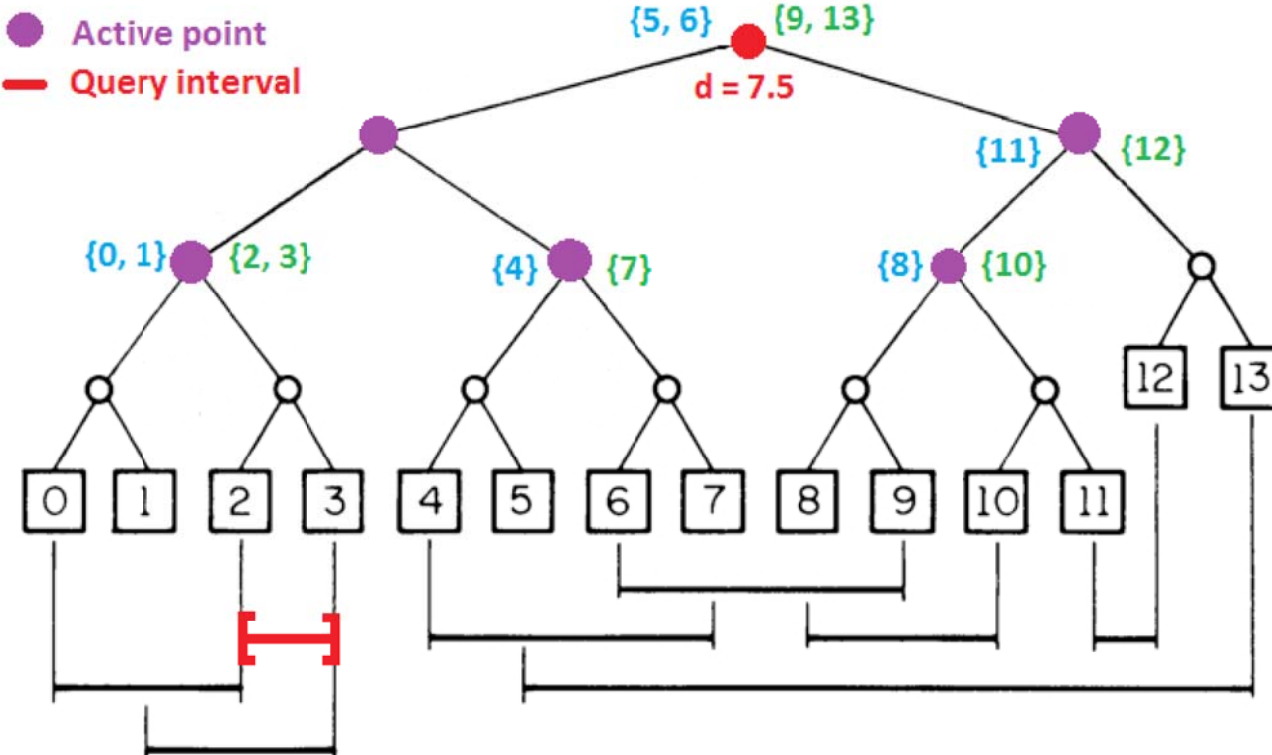 {5, 6} {9, 13}
Active point
Query interval
d = 7.5
{11} {12}
{0, 1} {2, 3} {4} {7} {8} {10}
12 13
0 1 2 3 4 5 6 7 8 9 10 11